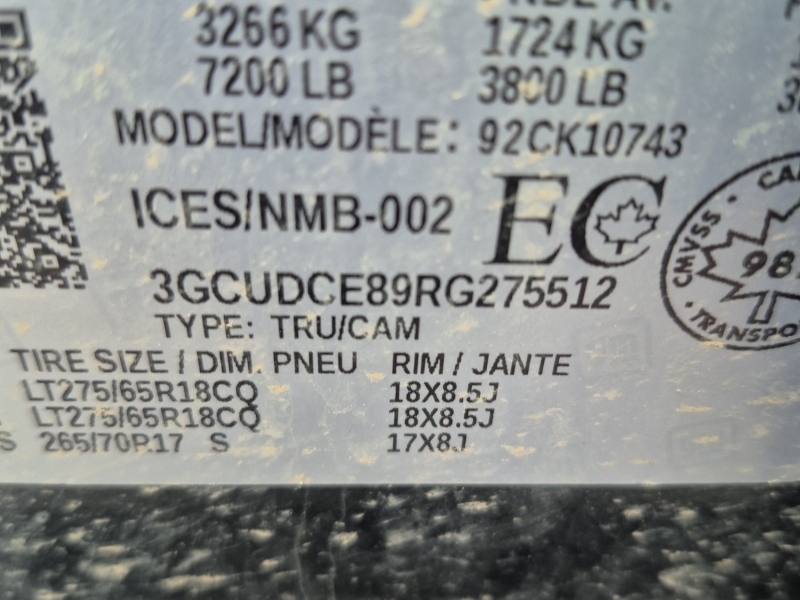 3266 KG 1724 KG
7200 LB 3800 LB
MODEL/MODÈLE: 92CK10743
ICES/NMB-002 EC
3GCUDCE89RG275512
CMVSS
98
TRANSPO
TYPE: TRU/CAM
TIRE SIZE / DIM. PNEU RIM / JANTE
LT275/65R18CQ 18X8.5J
LT275/65R18CQ 18X8.5J
S 265/70R17 S 17X8J